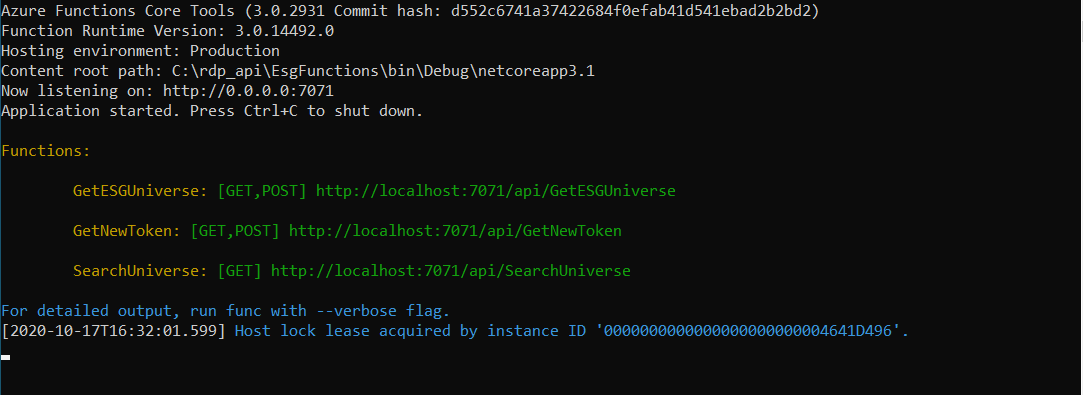 Azure Functions Core Tools (3.0.2931 Commit hash: d552c6741a37422684f0efab41d541ebad2b2bd2)
Function Runtime Version: 3.0.14492.0
Hosting environment: Production
Content root path: C:\rdp_api\EsgFunctions\bin\Debug\netcoreapp3.1
Now listening on: http://0.0.0.0:7071
Application started. Press Ctrl+C to shut down.
Functions:
GetESGUniverse: [GET,POST] http://localhost:7071/api/GetESGUniverse
GetNewToken: [GET,POST] http://localhost:7071/api/GetNewToken
SearchUniverse: [GET] http://localhost:7071/api/SearchUniverse
For detailed output, run func with --verbose flag.
[2020-10-17T16:32:01.599] Host lock lease acquired by instance ID '0000000000000000000000004641D496'.